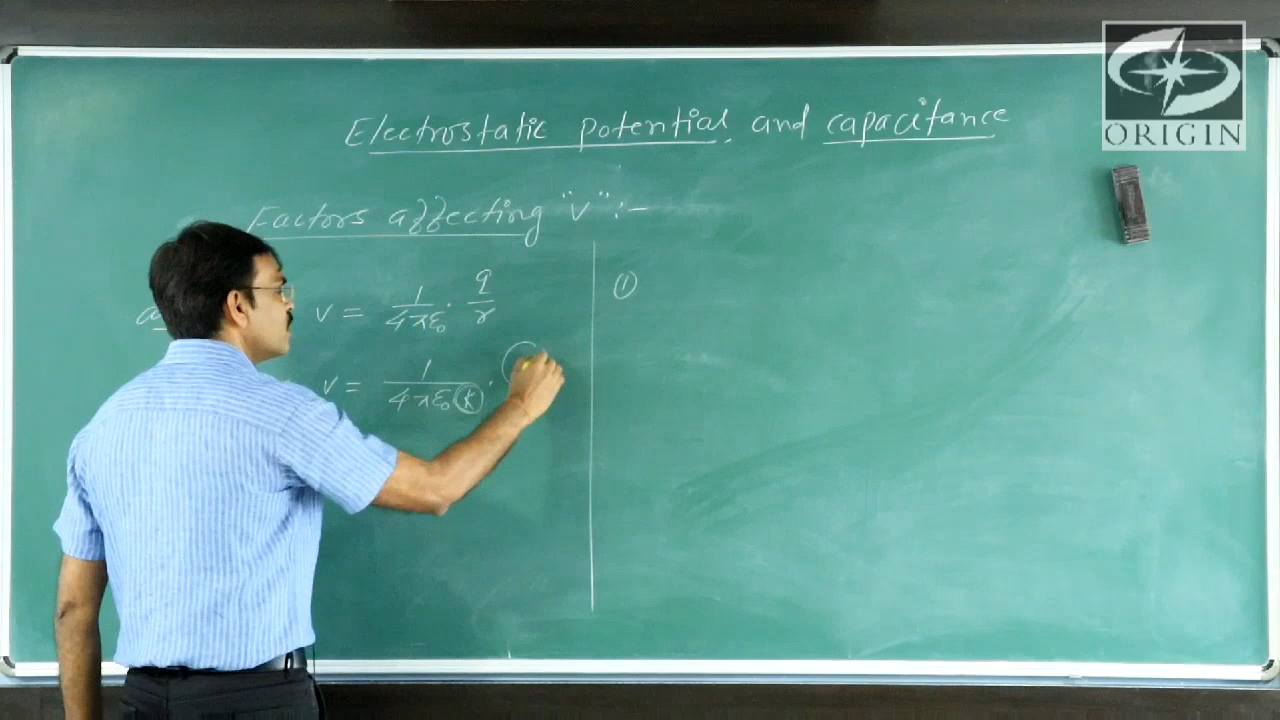 ORIGIN
Electrostatic potential and capacitance
Factors affecting "v" :-
a
v = 1/4πε₀ · q/r
①
v = 1/4πε₀(k) ·